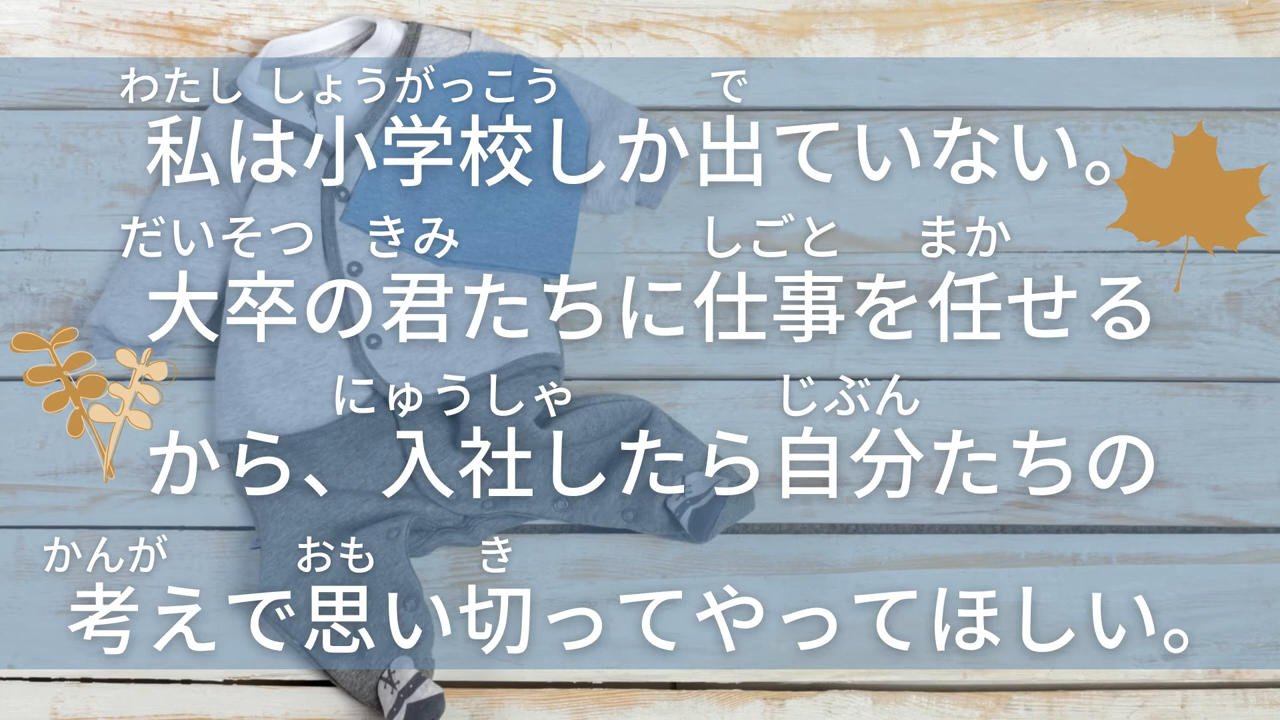 わたし しょうがっこう で
私は小学校しか出ていない。
だいそつ きみ しごと まか
大卒の君たちに仕事を任せる
にゅうしゃ じぶん
から、入社したら自分たちの
かんが おも き
考えで思い切ってやってほしい。